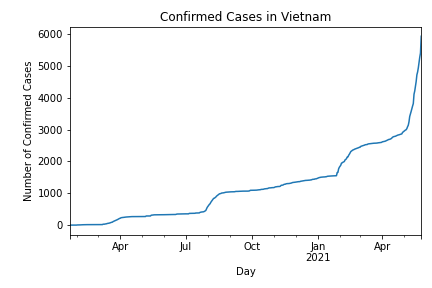 Confirmed Cases in Vietnam
Number of Confirmed Cases
6000
5000
4000
3000
2000
1000
0
Apr
Jul
Oct
Jan
2021
Apr
Day